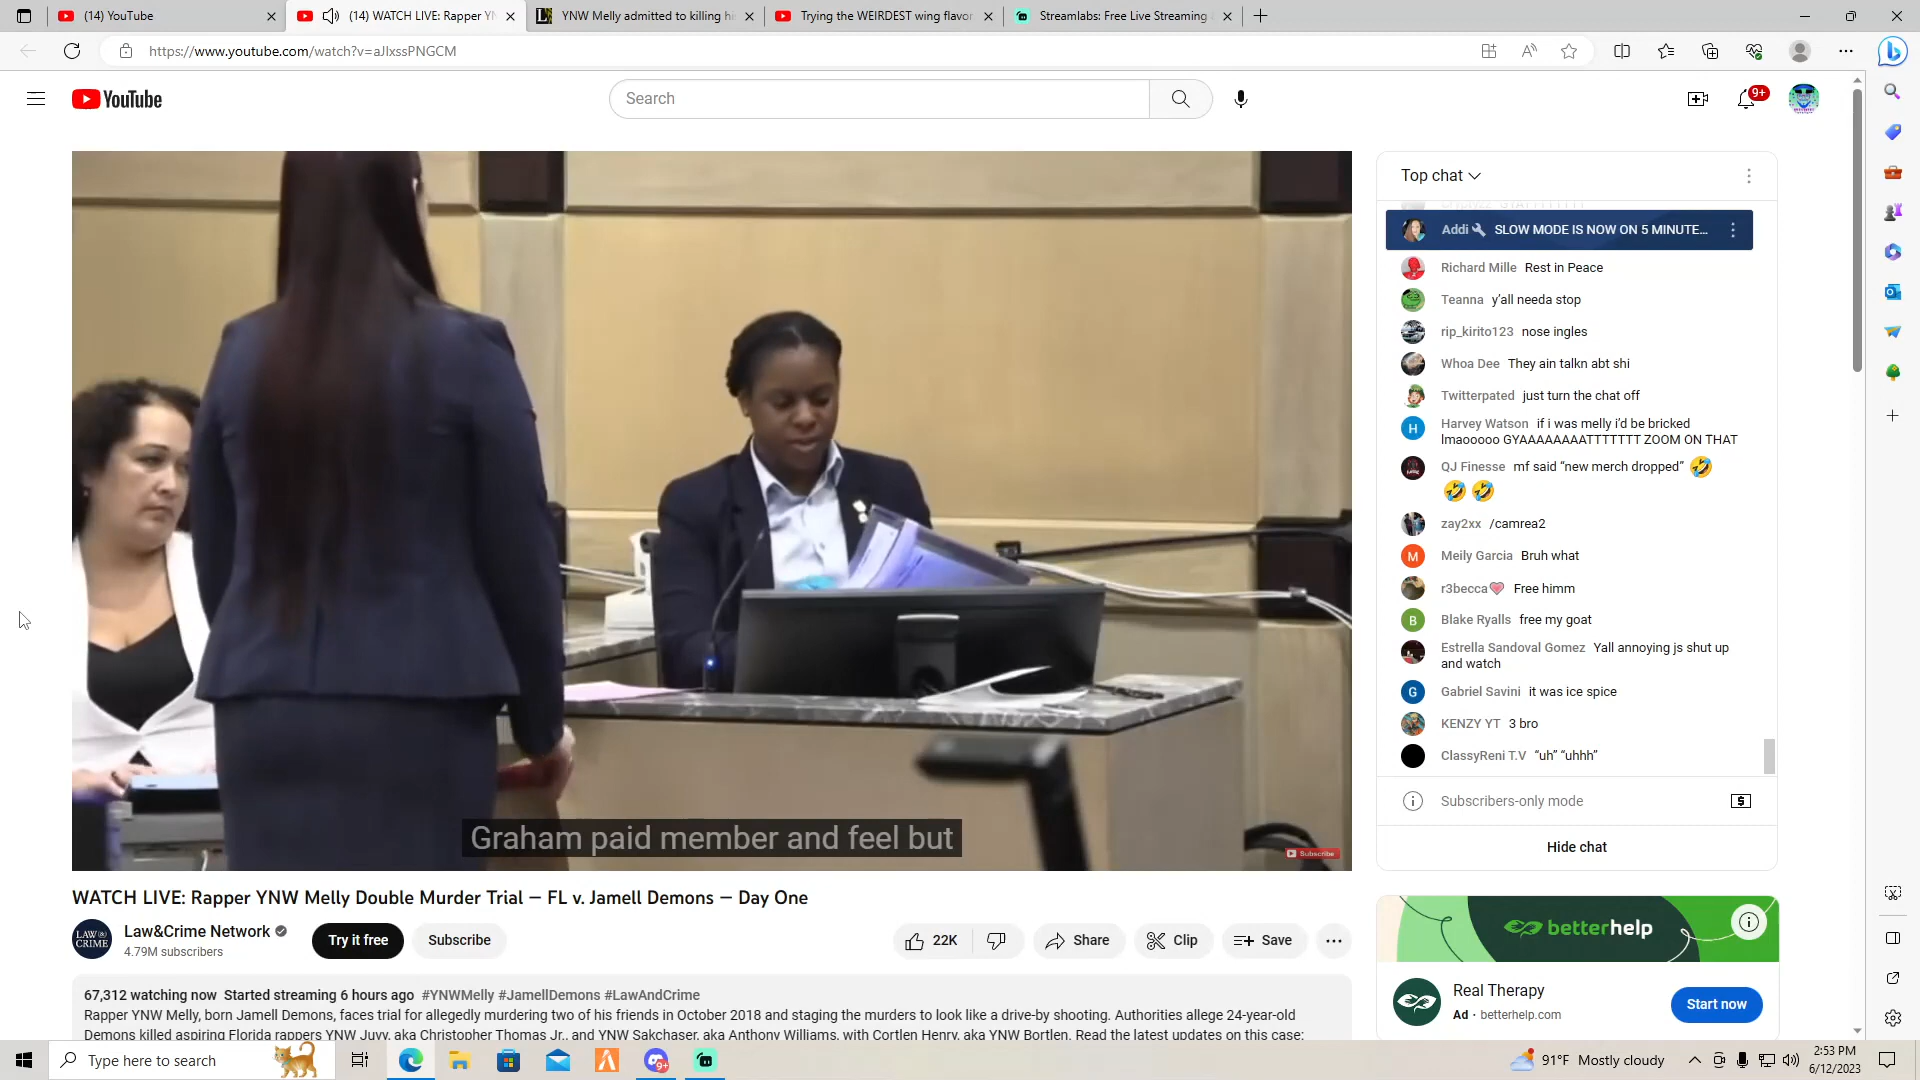 (14) YouTube
(14) WATCH LIVE: Rapper YN
YNW Melly admitted to killing hi
Trying the WEIRDEST wing flavor
Streamlabs: Free Live Streaming
https://www.youtube.com/watch?v=aJlxssPNGCM
YouTube
Search
9+
Top chat
Addi SLOW MODE IS NOW ON 5 MINUTE...
Richard Mille Rest in Peace
Teanna y'all needa stop
rip_kirito123 nose ingles
Whoa Dee They ain talkn abt shi
Twitterpated just turn the chat off
H Harvey Watson if i was melly i'd be bricked
lmaooooo GYAAAAAAAATTTTTTT ZOOM ON THAT
QJ Finesse mf said “new merch dropped” 🤣
🤣🤣
zay2xx /camrea2
M Meily Garcia Bruh what
r3becca💗 Free himm
B Blake Ryalls free my goat
Estrella Sandoval Gomez Yall annoying js shut up
and watch
G Gabriel Savini it was ice spice
KENZY YT 3 bro
ClassyReni T.V “uh” “uhhh”
Subscribers-only mode
Hide chat
Graham paid member and feel but
Subscribe
WATCH LIVE: Rapper YNW Melly Double Murder Trial — FL v. Jamell Demons — Day One
LAW&
CRIME
Law&Crime Network
4.79M subscribers
Try it free
Subscribe
22K
Share
Clip
Save
67,312 watching now Started streaming 6 hours ago #YNWMelly #JamellDemons #LawAndCrime
Rapper YNW Melly, born Jamell Demons, faces trial for allegedly murdering two of his friends in October 2018 and staging the murders to look like a drive-by shooting. Authorities allege 24-year-old
Demons killed aspiring Florida rappers YNW Juvy, aka Christopher Thomas Jr., and YNW Sakchaser, aka Anthony Williams, with Cortlen Henry, aka YNW Bortlen. Read the latest updates on this case:
betterhelp
Real Therapy
Ad · betterhelp.com
Start now
Type here to search
9+
91°F Mostly cloudy
2:53 PM
6/12/2023